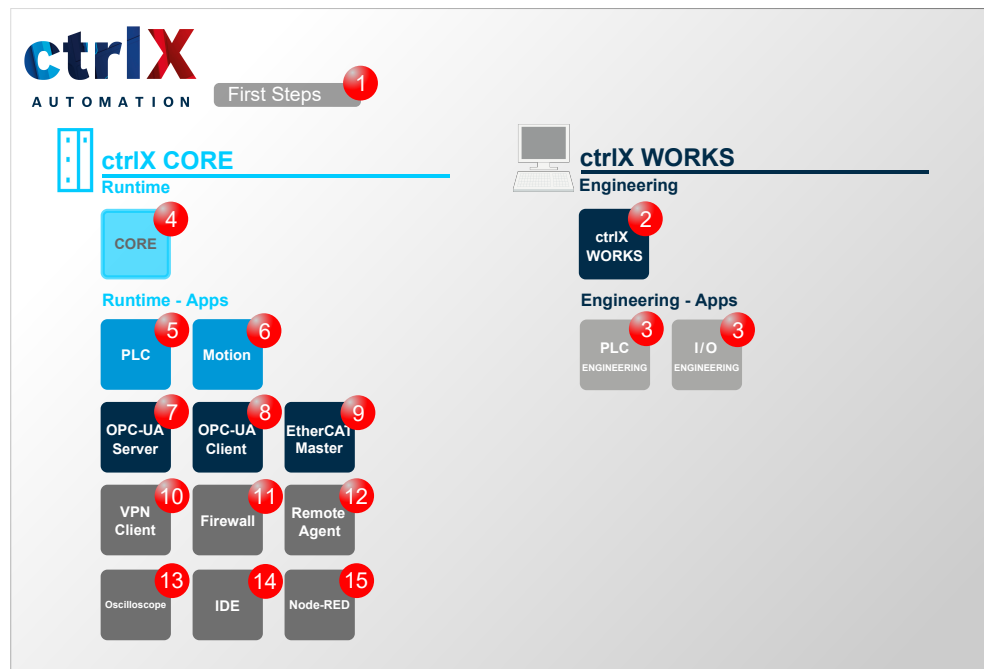 ctrlX
AUTOMATION
First Steps
1
ctrlX CORE
Runtime
4
CORE
Runtime - Apps
5
PLC
6
Motion
7
OPC-UA
Server
8
OPC-UA
Client
9
EtherCAT
Master
10
VPN
Client
11
Firewall
12
Remote
Agent
13
Oscilloscope
14
IDE
15
Node-RED
ctrlX WORKS
Engineering
2
ctrlX
WORKS
Engineering - Apps
3
PLC
ENGINEERING
3
I/O
ENGINEERING